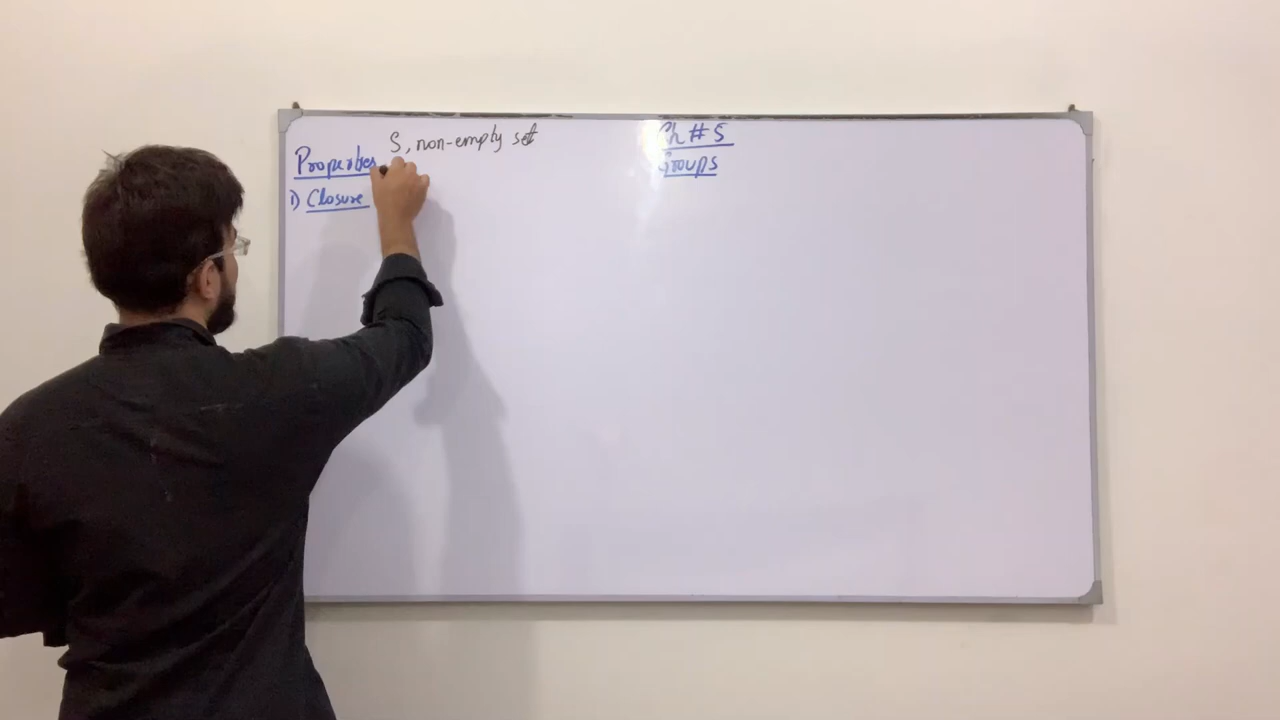 Ch # 5
Groups
S, non-empty set
Properties
1) Closure